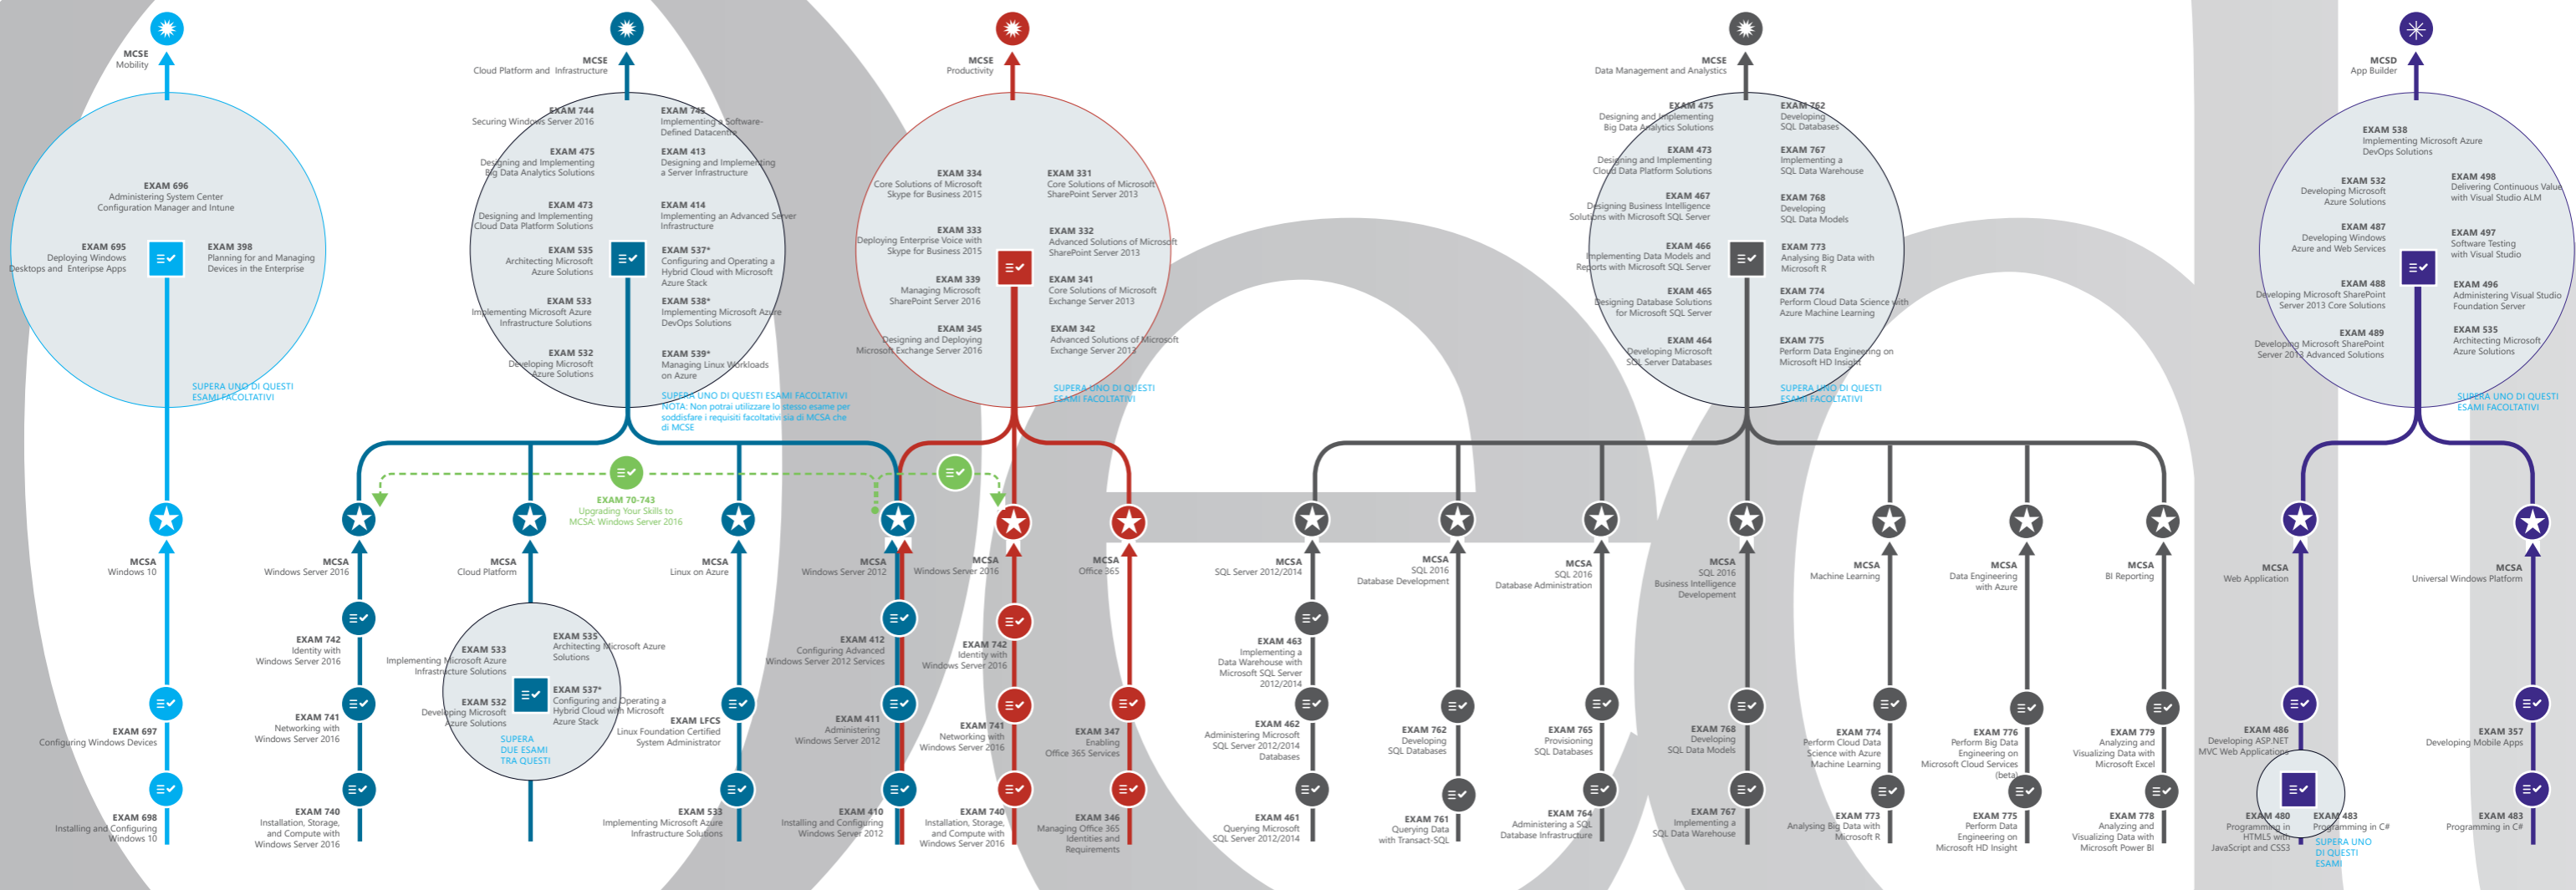 MCSE
Mobility
EXAM 696
Administering System Center
Configuration Manager and Intune
EXAM 695
Deploying Windows
Desktops and Enteripse Apps
EXAM 398
Planning for and Managing
Devices in the Enterprise
SUPERA UNO DI QUESTI
ESAMI FACOLTATIVI
MCSA
Windows 10
EXAM 697
Configuring Windows Devices
EXAM 698
Installing and Configuring
Windows 10
MCSE
Cloud Platform and Infrastructure
EXAM 744
Securing Windows Server 2016
EXAM 475
Designing and Implementing
Big Data Analytics Solutions
EXAM 473
Designing and Implementing
Cloud Data Platform Solutions
EXAM 535
Architecting Microsoft
Azure Solutions
EXAM 533
Implementing Microsoft Azure
Infrastructure Solutions
EXAM 532
Developing Microsoft
Azure Solutions
EXAM 745
Implementing a Software-
Defined Datacentre
EXAM 413
Designing and Implementing
a Server Infrastructure
EXAM 414
Implementing an Advanced Server
Infrastructure
EXAM 537*
Configuring and Operating a
Hybrid Cloud with Microsoft
Azure Stack
EXAM 538*
Implementing Microsoft Azure
DevOps Solutions
EXAM 539*
Managing Linux Workloads
on Azure
SUPERA UNO DI QUESTI ESAMI FACOLTATIVI
NOTA: Non potrai utilizzare lo stesso esame per
soddisfare i requisiti facoltativi sia di MCSA che
di MCSE
EXAM 70-743
Upgrading Your Skills to
MCSA: Windows Server 2016
MCSA
Windows Server 2016
EXAM 742
Identity with
Windows Server 2016
EXAM 741
Networking with
Windows Server 2016
EXAM 740
Installation, Storage,
and Compute with
Windows Server 2016
MCSA
Cloud Platform
EXAM 533
Implementing Microsoft Azure
Infrastructure Solutions
EXAM 532
Developing Microsoft
Azure Solutions
EXAM 535
Architecting Microsoft Azure
Solutions
EXAM 537*
Configuring and Operating a
Hybrid Cloud with Microsoft
Azure Stack
SUPERA
DUE ESAMI
TRA QUESTI
MCSA
Linux on Azure
EXAM LFCS
Linux Foundation Certified
System Administrator
EXAM 533
Implementing Microsoft Azure
Infrastructure Solutions
MCSA
Windows Server 2012
EXAM 412
Configuring Advanced
Windows Server 2012 Services
EXAM 411
Administering
Windows Server 2012
EXAM 410
Installing and Configuring
Windows Server 2012
MCSE
Productivity
EXAM 334
Core Solutions of Microsoft
Skype for Business 2015
EXAM 333
Deploying Enterprise Voice with
Skype for Business 2015
EXAM 339
Managing Microsoft
SharePoint Server 2016
EXAM 345
Designing and Deploying
Microsoft Exchange Server 2016
EXAM 331
Core Solutions of Microsoft
SharePoint Server 2013
EXAM 332
Advanced Solutions of Microsoft
SharePoint Server 2013
EXAM 341
Core Solutions of Microsoft
Exchange Server 2013
EXAM 342
Advanced Solutions of Microsoft
Exchange Server 2013
SUPERA UNO DI QUESTI
ESAMI FACOLTATIVI
MCSA
Windows Server 2016
EXAM 742
Identity with
Windows Server 2016
EXAM 741
Networking with
Windows Server 2016
EXAM 740
Installation, Storage,
and Compute with
Windows Server 2016
MCSA
Office 365
EXAM 347
Enabling
Office 365 Services
EXAM 346
Managing Office 365
Identities and
Requirements
MCSE
Data Management and Analytics
EXAM 475
Designing and Implementing
Big Data Analytics Solutions
EXAM 473
Designing and Implementing
Cloud Data Platform Solutions
EXAM 467
Designing Business Intelligence
Solutions with Microsoft SQL Server
EXAM 466
Implementing Data Models and
Reports with Microsoft SQL Server
EXAM 465
Designing Database Solutions
for Microsoft SQL Server
EXAM 464
Developing Microsoft
SQL Server Databases
EXAM 762
Developing
SQL Databases
EXAM 767
Implementing a
SQL Data Warehouse
EXAM 768
Developing
SQL Data Models
EXAM 773
Analysing Big Data with
Microsoft R
EXAM 774
Perform Cloud Data Science with
Azure Machine Learning
EXAM 775
Perform Data Engineering on
Microsoft HD Insight
SUPERA UNO DI QUESTI
ESAMI FACOLTATIVI
MCSA
SQL Server 2012/2014
EXAM 463
Implementing a
Data Warehouse with
Microsoft SQL Server
2012/2014
EXAM 462
Administering Microsoft
SQL Server 2012/2014
Databases
EXAM 461
Querying Microsoft
SQL Server 2012/2014
MCSA
SQL 2016
Database Development
EXAM 762
Developing
SQL Databases
EXAM 761
Querying Data
with Transact-SQL
MCSA
SQL 2016
Database Administration
EXAM 765
Provisioning
SQL Databases
EXAM 764
Administering a SQL
Database Infrastructure
MCSA
SQL 2016
Business Intelligence
Developement
EXAM 768
Developing
SQL Data Models
EXAM 767
Implementing a
SQL Data Warehouse
MCSA
Machine Learning
EXAM 774
Perform Cloud Data
Science with Azure
Machine Learning
EXAM 773
Analysing Big Data with
Microsoft R
MCSA
Data Engineering
with Azure
EXAM 776
Perform Big Data
Engineering on
Microsoft Cloud Services
(beta)
EXAM 775
Perform Data
Engineering on
Microsoft HD Insight
MCSA
BI Reporting
EXAM 779
Analyzing and
Visualizing Data with
Microsoft Excel
EXAM 778
Analyzing and
Visualizing Data with
Microsoft Power BI
MCSD
App Builder
EXAM 538
Implementing Microsoft Azure
DevOps Solutions
EXAM 532
Developing Microsoft
Azure Solutions
EXAM 487
Developing Windows
Azure and Web Services
EXAM 488
Developing Microsoft SharePoint
Server 2013 Core Solutions
EXAM 489
Developing Microsoft SharePoint
Server 2013 Advanced Solutions
EXAM 498
Delivering Continuous Value
with Visual Studio ALM
EXAM 497
Software Testing
with Visual Studio
EXAM 496
Administering Visual Studio
Foundation Server
EXAM 535
Architecting Microsoft
Azure Solutions
SUPERA UNO DI QUESTI
ESAMI FACOLTATIVI
MCSA
Web Application
EXAM 486
Developing ASP.NET
MVC Web Applications
EXAM 480
Programming in
HTML5 with
JavaScript and CSS3
EXAM 483
Programming in C#
SUPERA UNO
DI QUESTI
ESAMI
MCSA
Universal Windows Platform
EXAM 357
Developing Mobile Apps
EXAM 483
Programming in C#